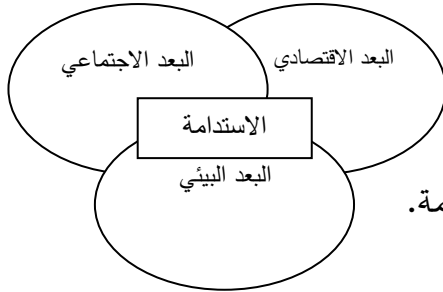 البعد الاقتصادي
البعد الاجتماعي
الاستدامة
البعد البيئي